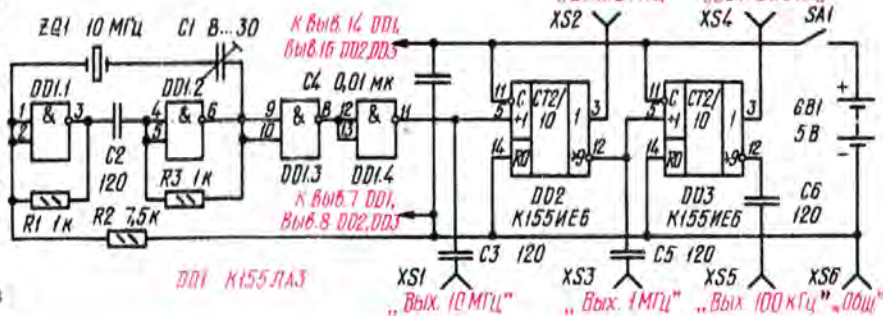 XS2
XS4
SA1
ZQ1 10 МГц
C1 8...30
К выв. 14 DD1,
Выв. 16 DD2, DD3
DD1.1
DD1.2
C4 0,01 мк
1
2
&
3
4
5
&
6
9
10
&
8
12
13
&
11
11
5
14
C
+1
R0
CT2/
10
1
3
>9
12
11
5
14
C
+1
R0
CT2/
10
1
3
>9
12
+
GB1
5 В
-
C2
120
DD1.3
DD1.4
R1 1к
R3 1к
R2 7,5к
К выв. 7 DD1,
Выв. 8 DD2, DD3
DD2
К155ИЕ6
DD3
К155ИЕ6
C6
120
DD1 К155ЛА3
C3 120
C5 120
XS1
XS3
XS5
XS6
„Вых. 10 МГц"
„Вых. 1 МГц"
„Вых. 100 кГц"
„Общ"